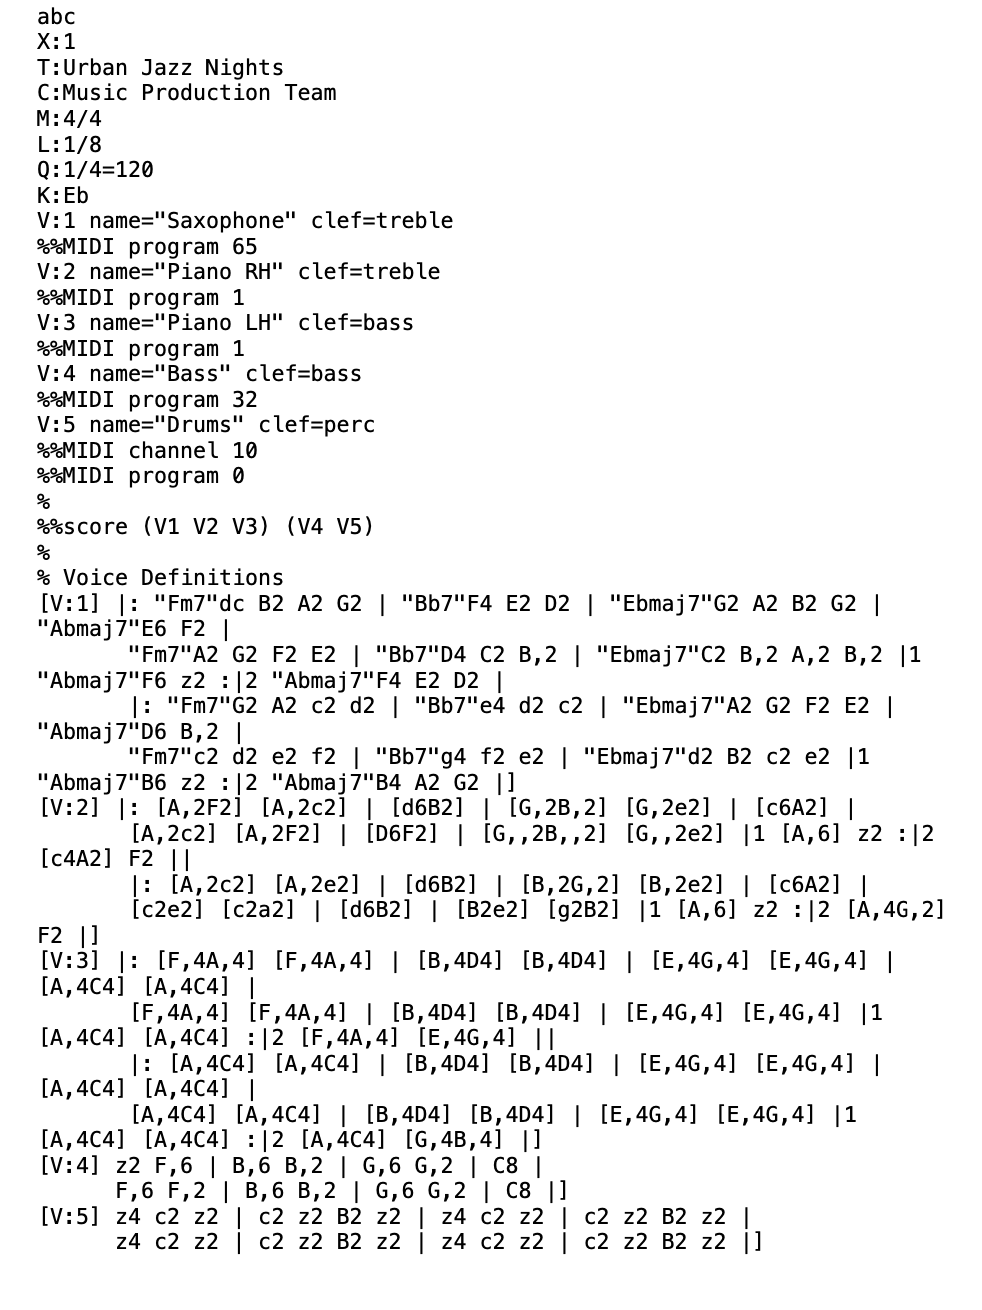 abc
X:1
T:Urban Jazz Nights
C:Music Production Team
M:4/4
L:1/8
Q:1/4=120
K:Eb
V:1 name="Saxophone" clef=treble
%%MIDI program 65
V:2 name="Piano RH" clef=treble
%%MIDI program 1
V:3 name="Piano LH" clef=bass
%%MIDI program 1
V:4 name="Bass" clef=bass
%%MIDI program 32
V:5 name="Drums" clef=perc
%%MIDI channel 10
%%MIDI program 0
%
%%score (V1 V2 V3) (V4 V5)
%
% Voice Definitions
[V:1] |: "Fm7"dc B2 A2 G2 | "Bb7"F4 E2 D2 | "Ebmaj7"G2 A2 B2 G2 |
"Abmaj7"E6 F2 |
       "Fm7"A2 G2 F2 E2 | "Bb7"D4 C2 B,2 | "Ebmaj7"C2 B,2 A,2 B,2 |1
"Abmaj7"F6 z2 :|2 "Abmaj7"F4 E2 D2 |
       |: "Fm7"G2 A2 c2 d2 | "Bb7"e4 d2 c2 | "Ebmaj7"A2 G2 F2 E2 |
"Abmaj7"D6 B,2 |
       "Fm7"c2 d2 e2 f2 | "Bb7"g4 f2 e2 | "Ebmaj7"d2 B2 c2 e2 |1
"Abmaj7"B6 z2 :|2 "Abmaj7"B4 A2 G2 |]
[V:2] |: [A,2F2] [A,2c2] | [d6B2] | [G,2B,2] [G,2e2] | [c6A2] |
       [A,2c2] [A,2F2] | [D6F2] | [G,,2B,,2] [G,,2e2] |1 [A,6] z2 :|2
[c4A2] F2 ||
       |: [A,2c2] [A,2e2] | [d6B2] | [B,2G,2] [B,2e2] | [c6A2] |
       [c2e2] [c2a2] | [d6B2] | [B2e2] [g2B2] |1 [A,6] z2 :|2 [A,4G,2]
F2 |]
[V:3] |: [F,4A,4] [F,4A,4] | [B,4D4] [B,4D4] | [E,4G,4] [E,4G,4] |
[A,4C4] [A,4C4] |
       [F,4A,4] [F,4A,4] | [B,4D4] [B,4D4] | [E,4G,4] [E,4G,4] |1
[A,4C4] [A,4C4] :|2 [F,4A,4] [E,4G,4] ||
       |: [A,4C4] [A,4C4] | [B,4D4] [B,4D4] | [E,4G,4] [E,4G,4] |
[A,4C4] [A,4C4] |
       [A,4C4] [A,4C4] | [B,4D4] [B,4D4] | [E,4G,4] [E,4G,4] |1
[A,4C4] [A,4C4] :|2 [A,4C4] [G,4B,4] |]
[V:4] z2 F,6 | B,6 B,2 | G,6 G,2 | C8 |
      F,6 F,2 | B,6 B,2 | G,6 G,2 | C8 |]
[V:5] z4 c2 z2 | c2 z2 B2 z2 | z4 c2 z2 | c2 z2 B2 z2 |
      z4 c2 z2 | c2 z2 B2 z2 | z4 c2 z2 | c2 z2 B2 z2 |]